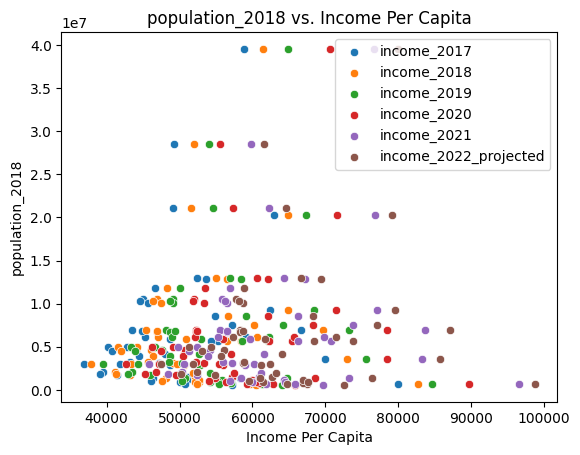 population_2018 vs. Income Per Capita
1e7
4.0
3.5
3.0
2.5
2.0
1.5
1.0
0.5
0.0
population_2018
income_2017
income_2018
income_2019
income_2020
income_2021
income_2022_projected
40000 50000 60000 70000 80000 90000 100000
Income Per Capita